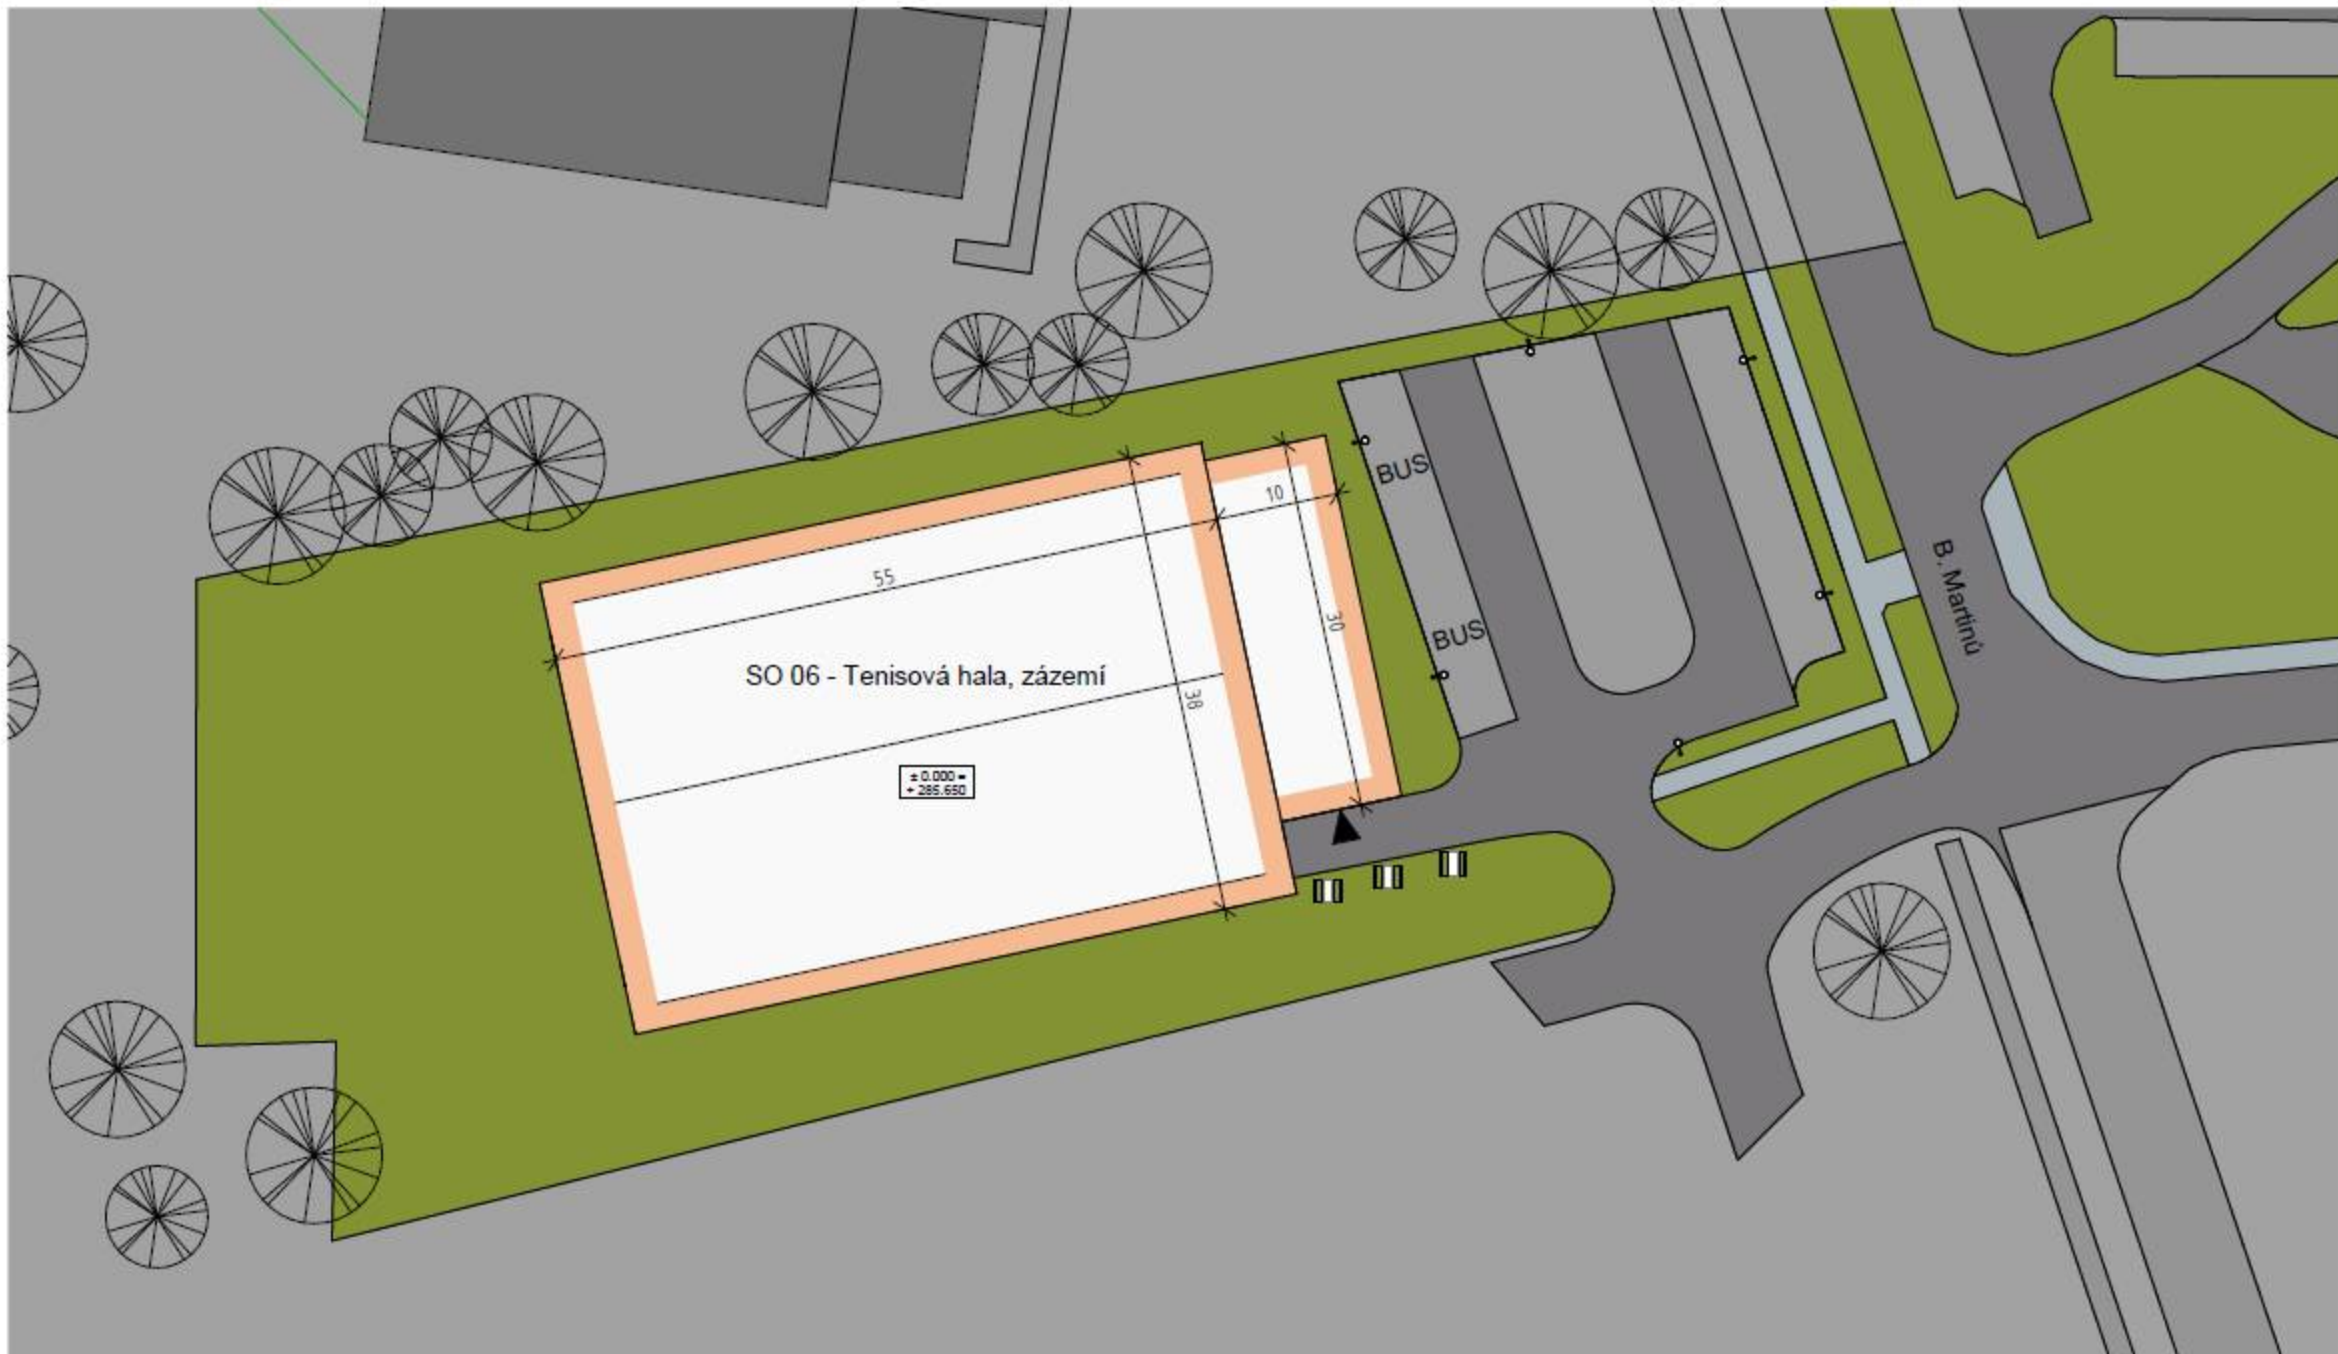 BUS
10
55
30
BUS
B. Martinů
SO 06 - Tenisová hala, zázemí
38
± 0.000 =
+ 285.650